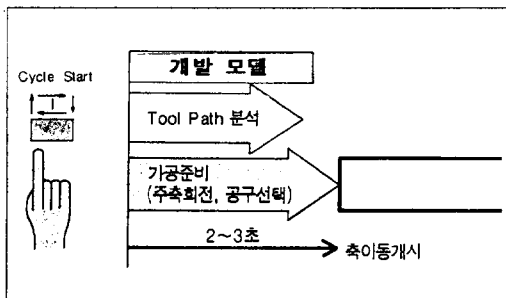 개발 모델
Cycle Start
Tool Path 분석
가공준비
(주축회전, 공구선택)
2~3초
축이동개시